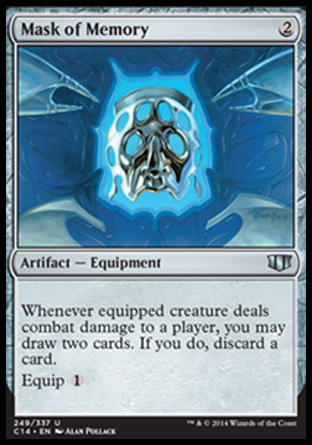 Mask of Memory 2
Artifact — Equipment
Whenever equipped creature deals
combat damage to a player, you may
draw two cards. If you do, discard a
card.
Equip 1
249/337 U
C14 • EN Alan Pollack ™ & © 2014 Wizards of the Coast